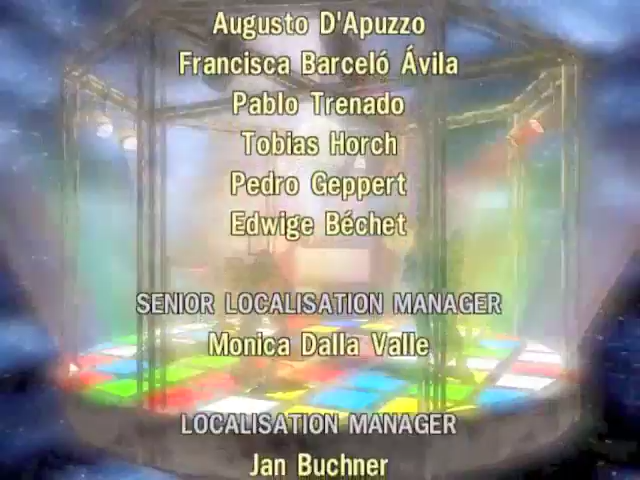 Augusto D'Apuzzo
Francisca Barceló Ávila
Pablo Trenado
Tobias Horch
Pedro Geppert
Edwige Béchet
SENIOR LOCALISATION MANAGER
Monica Dalla Valle
LOCALISATION MANAGER
Jan Buchner